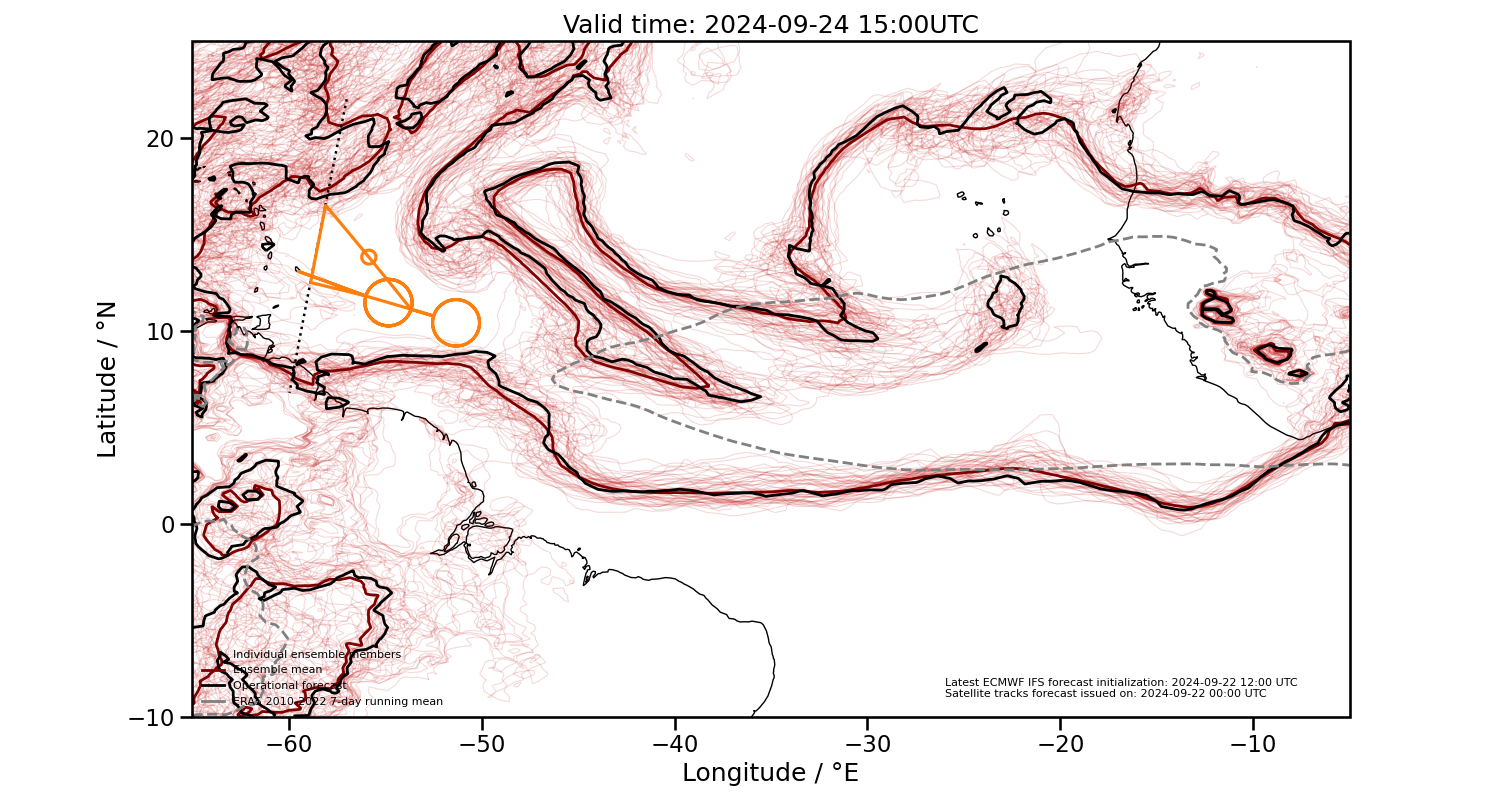 Valid time: 2024-09-24 15:00UTC
Latitude / °N
20
10
0
−10
Individual ensemble members
Ensemble mean
Operational forecast
ERA5 2010-2022 7-day running mean
Latest ECMWF IFS forecast initialization: 2024-09-22 12:00 UTC
Satellite tracks forecast issued on: 2024-09-22 00:00 UTC
−60
−50
−40
−30
−20
−10
Longitude / °E